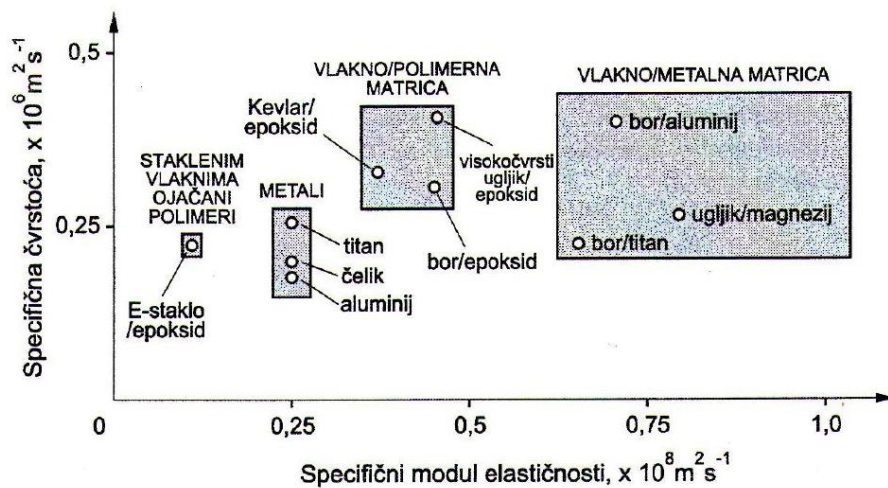 0,5
VLAKNO/POLIMERNA
MATRICA
VLAKNO/METALNA MATRICA
Kevlar/
epoksid
bor/aluminij
visokočvrsti
ugljik/
epoksid
STAKLENIM
VLAKNIMA
OJAČANI
POLIMERI
METALI
0,25
titan
ugljik/magnezij
bor/titan
bor/epoksid
čelik
aluminij
E-staklo
/epoksid
Specifična čvrstoća, x 10⁶ m² s⁻¹
0
0,25
0,5
0,75
1,0
Specifični modul elastičnosti, x 10⁸ m² s⁻¹